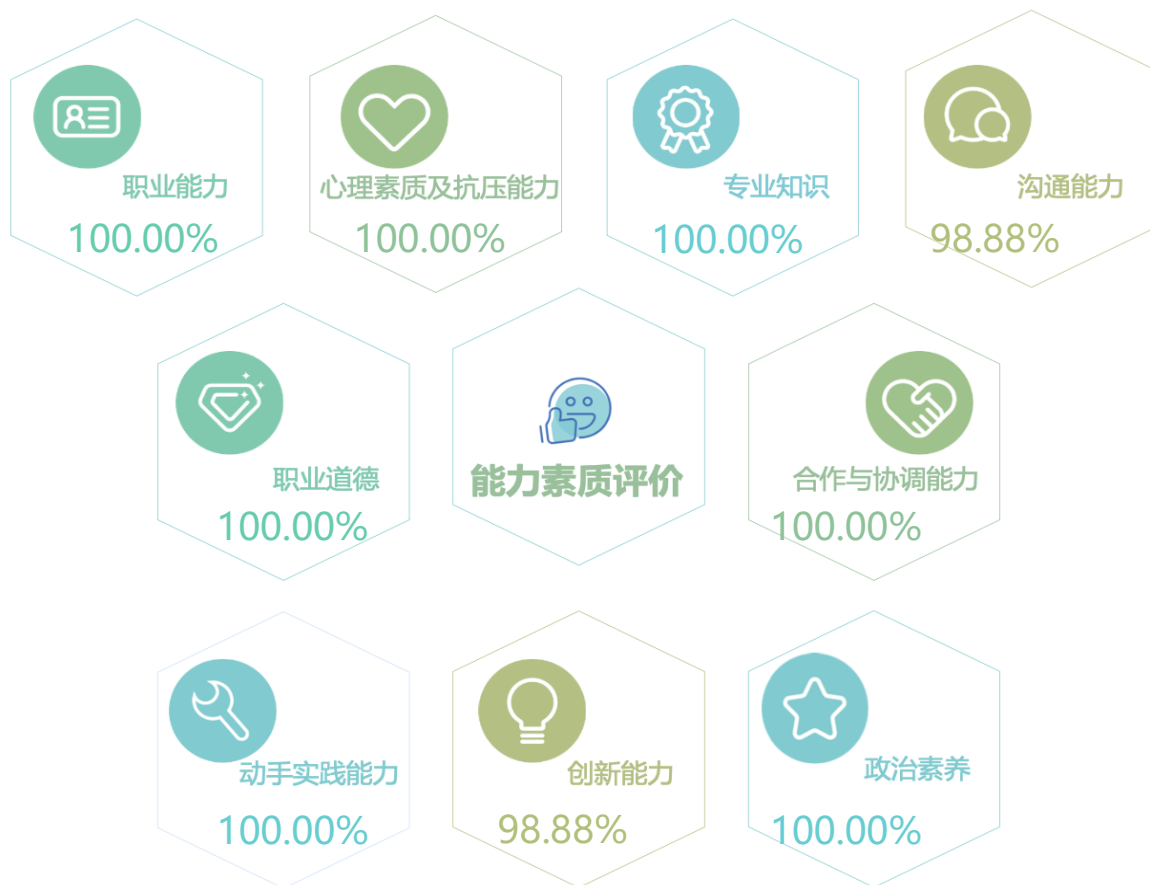 职业能力
100.00%
心理素质及抗压能力
100.00%
专业知识
100.00%
沟通能力
98.88%
职业道德
100.00%
能力素质评价
合作与协调能力
100.00%
动手实践能力
100.00%
创新能力
98.88%
政治素养
100.00%